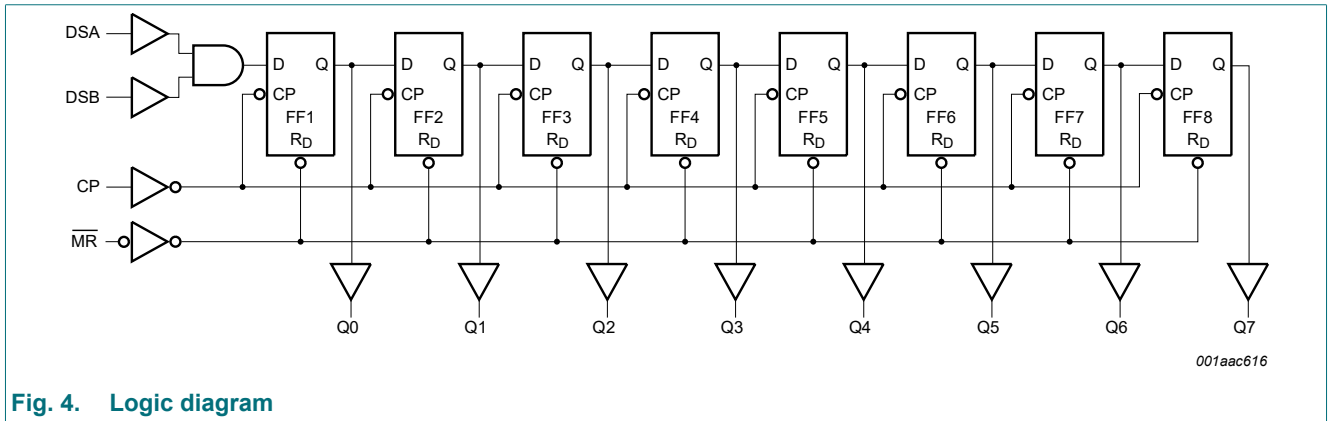 DSA
DSB
D Q D Q D Q D Q D Q D Q D Q D Q
CP CP CP CP CP CP CP CP
FF1 FF2 FF3 FF4 FF5 FF6 FF7 FF8
RD RD RD RD RD RD RD RD
CP
MR
Q0 Q1 Q2 Q3 Q4 Q5 Q6 Q7
001aac616
Fig. 4. Logic diagram